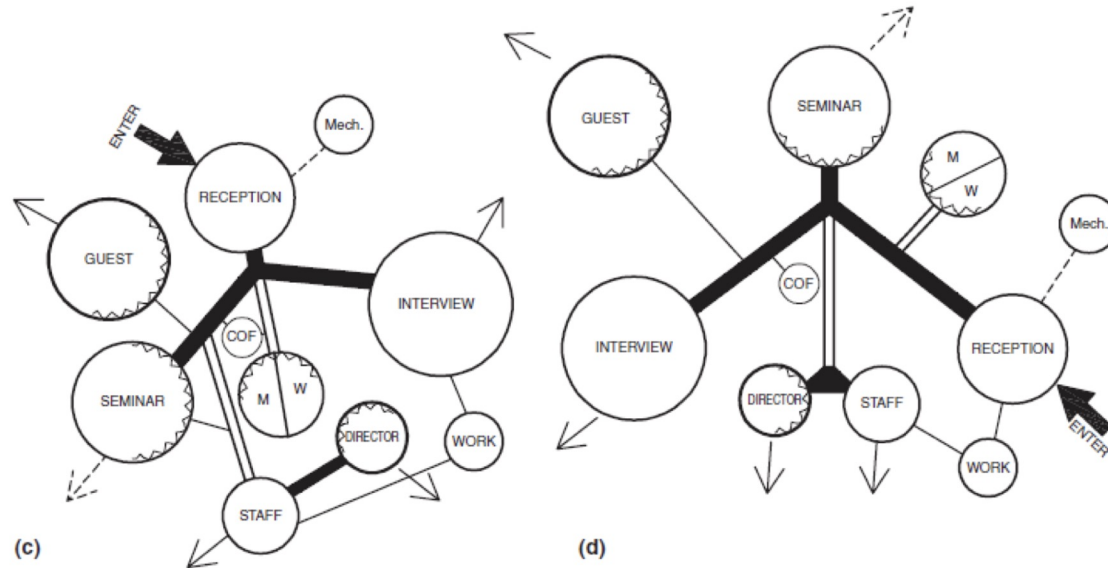 ENTER
Mech.
RECEPTION
GUEST
INTERVIEW
COF
SEMINAR
M
W
DIRECTOR
WORK
STAFF
(c)
GUEST
SEMINAR
M
W
Mech.
COF
INTERVIEW
RECEPTION
DIRECTOR
STAFF
ENTER
WORK
(d)